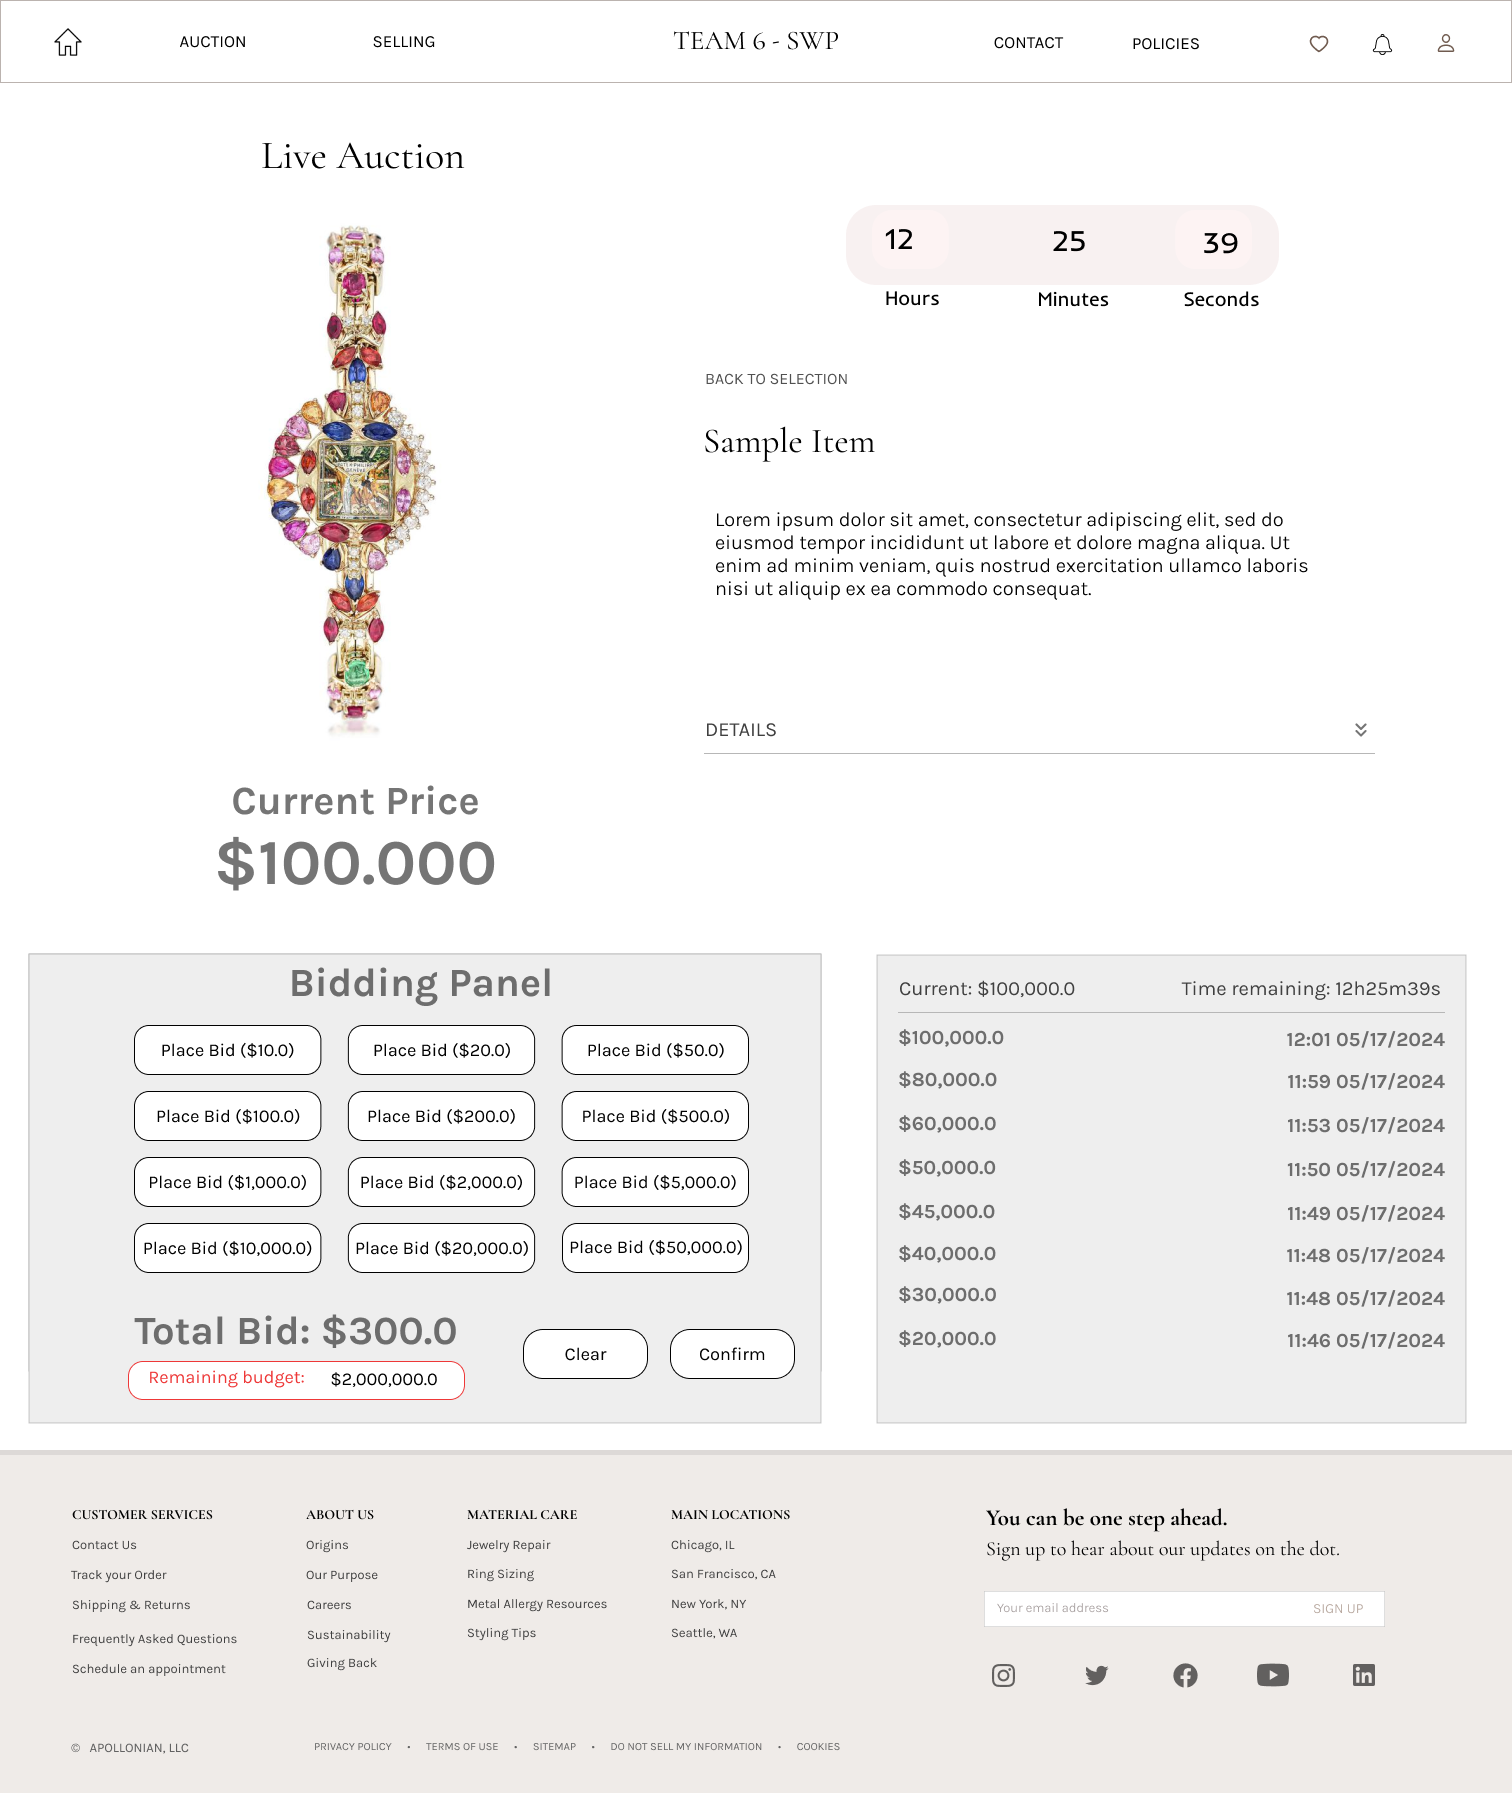 AUCTION
SELLING
TEAM 6 - SWP
CONTACT
POLICIES
Live Auction
12
25
39
Hours
Minutes
Seconds
BACK TO SELECTION
Sample Item
Lorem ipsum dolor sit amet, consectetur adipiscing elit, sed do
eiusmod tempor incididunt ut labore et dolore magna aliqua. Ut
enim ad minim veniam, quis nostrud exercitation ullamco laboris
nisi ut aliquip ex ea commodo consequat.
DETAILS
Current Price
$100.000
Bidding Panel
Place Bid ($10.0)
Place Bid ($20.0)
Place Bid ($50.0)
Place Bid ($100.0)
Place Bid ($200.0)
Place Bid ($500.0)
Place Bid ($1,000.0)
Place Bid ($2,000.0)
Place Bid ($5,000.0)
Place Bid ($10,000.0)
Place Bid ($20,000.0)
Place Bid ($50,000.0)
Total Bid: $300.0
Clear
Confirm
Remaining budget: $2,000,000.0
Current: $100,000.0
Time remaining: 12h25m39s
$100,000.0 12:01 05/17/2024
$80,000.0 11:59 05/17/2024
$60,000.0 11:53 05/17/2024
$50,000.0 11:50 05/17/2024
$45,000.0 11:49 05/17/2024
$40,000.0 11:48 05/17/2024
$30,000.0 11:48 05/17/2024
$20,000.0 11:46 05/17/2024
CUSTOMER SERVICES
Contact Us
Track your Order
Shipping & Returns
Frequently Asked Questions
Schedule an appointment
ABOUT US
Origins
Our Purpose
Careers
Sustainability
Giving Back
MATERIAL CARE
Jewelry Repair
Ring Sizing
Metal Allergy Resources
Styling Tips
MAIN LOCATIONS
Chicago, IL
San Francisco, CA
New York, NY
Seattle, WA
You can be one step ahead.
Sign up to hear about our updates on the dot.
Your email address
SIGN UP
© APOLLONIAN, LLC
PRIVACY POLICY • TERMS OF USE • SITEMAP • DO NOT SELL MY INFORMATION • COOKIES